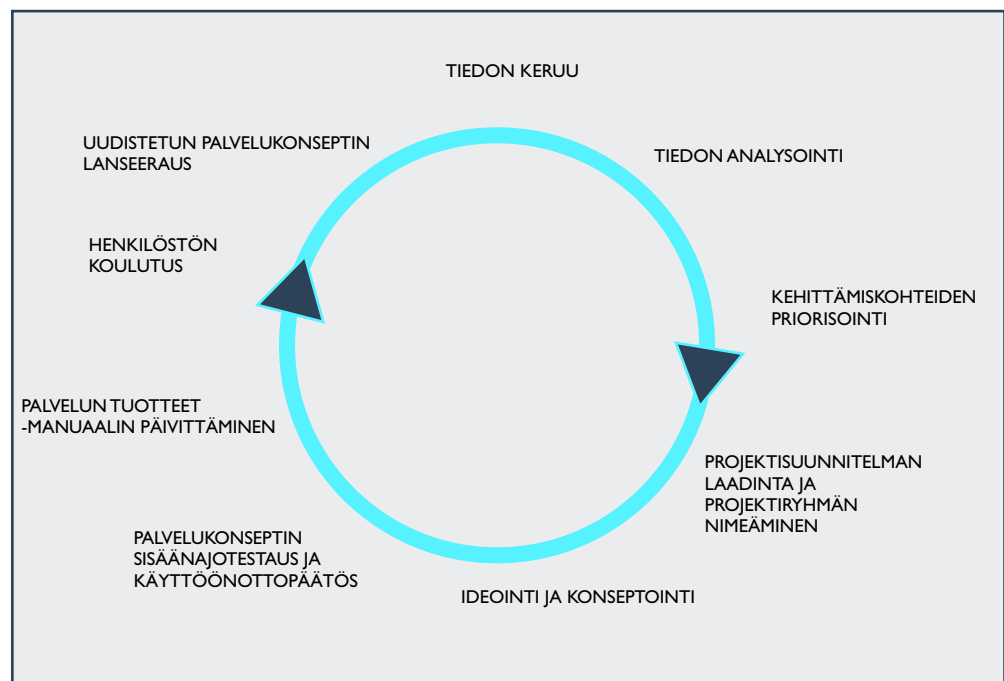 TIEDON KERUU
TIEDON ANALYSOINTI
KEHITTÄMISKOHTEIDEN
PRIORISOINTI
PROJEKTISUUNNITELMAN
LAADINTA JA
PROJEKTIRYHMÄN
NIMEÄMINEN
IDEOINTI JA KONSEPTOINTI
PALVELUKONSEPTIN
SISÄÄNAJOTESTAUS JA
KÄYTTÖÖNOTTOPÄÄTÖS
PALVELUN TUOTTEET
-MANUAALIN PÄIVITTÄMINEN
HENKILÖSTÖN
KOULUTUS
UUDISTETUN PALVELUKONSEPTIN
LANSEERAUS